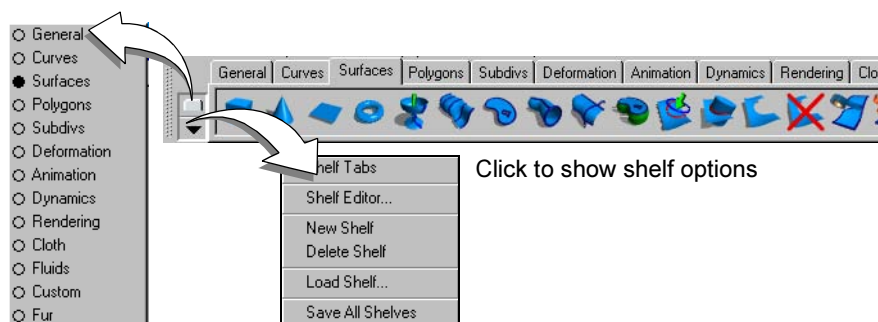 General
Curves
Surfaces
Polygons
Subdivs
Deformation
Animation
Dynamics
Rendering
Cloth
Fluids
Custom
Fur
General Curves Surfaces Polygons Subdivs Deformation Animation Dynamics Rendering Clo
Click to show shelf options
Shelf Tabs
Shelf Editor...
New Shelf
Delete Shelf
Load Shelf...
Save All Shelves